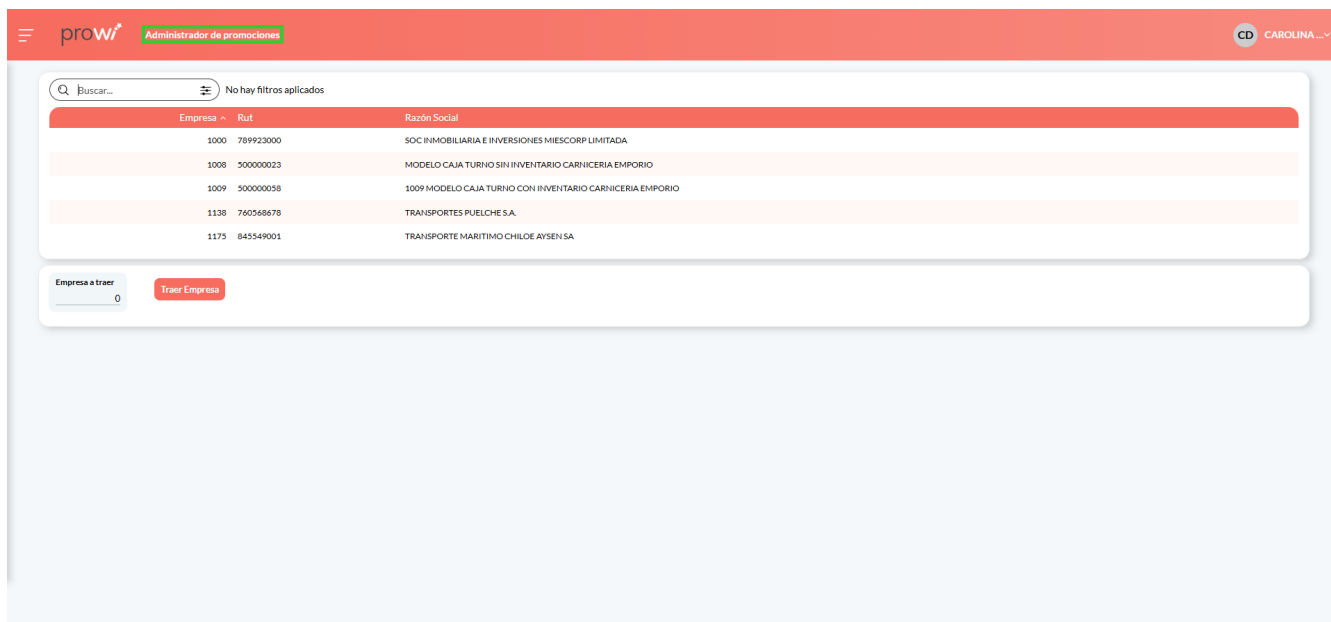 prowi Administrador de promociones CD CAROLINA ...
Buscar... No hay filtros aplicados
Empresa Rut Razón Social
1000 789923000 SOC INMOBILIARIA E INVERSIONES MIESCORP LIMITADA
1008 500000023 MODELO CAJA TURNO SIN INVENTARIO CARNICERIA EMPORIO
1009 500000058 1009 MODELO CAJA TURNO CON INVENTARIO CARNICERIA EMPORIO
1138 760568678 TRANSPORTES PUELCHE S.A.
1175 845549001 TRANSPORTE MARITIMO CHILOE AYSEN SA
Empresa a traer
0 Traer Empresa